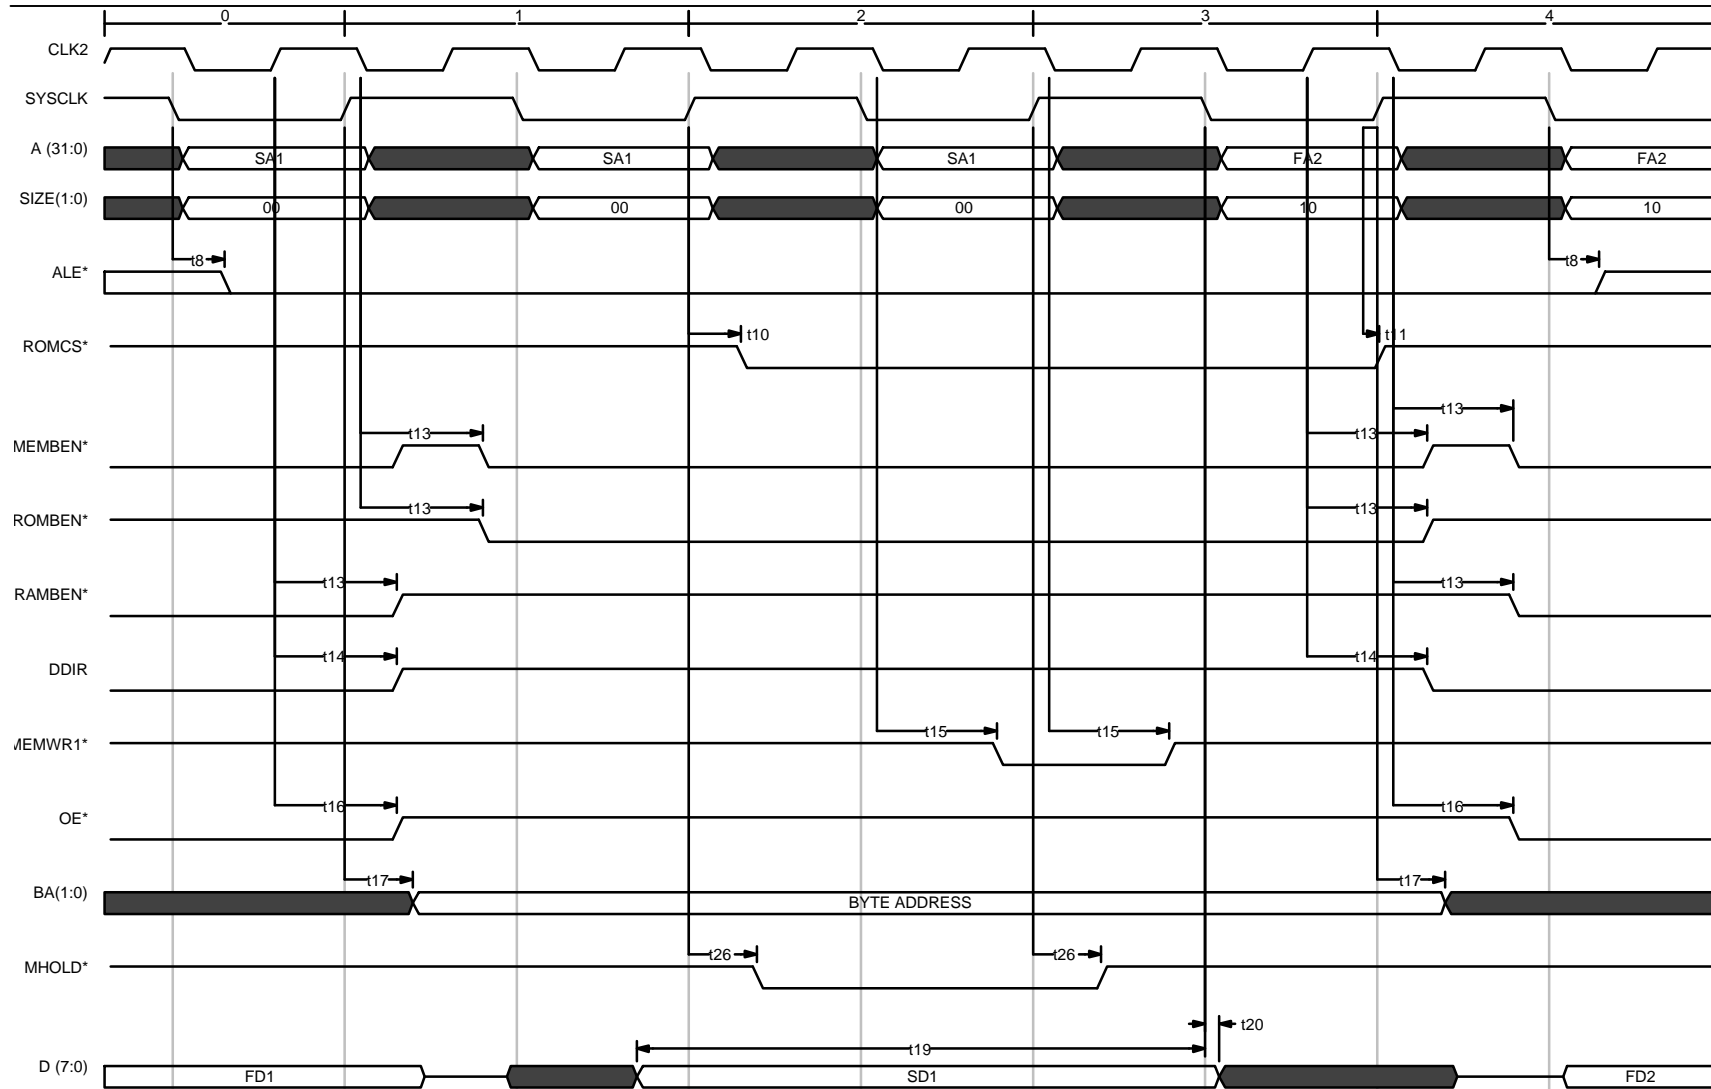 0 1 2 3 4
CLK2
SYSCLK
A (31:0) SA1 SA1 SA1 FA2 FA2
SIZE(1:0) 00 00 00 10 10
t8 t8
ALE*
t10 t11
ROMCS*
t13
t13 t13
MEMBEN*
t13 t13
ROMBEN*
t13 t13
RAMBEN*
t14 t14
DDIR
t15 t15
MEMWR1*
t16 t16
OE*
t17 t17
BA(1:0) BYTE ADDRESS
t26 t26
MHOLD*
t20
t19
D (7:0) FD1 SD1 FD2